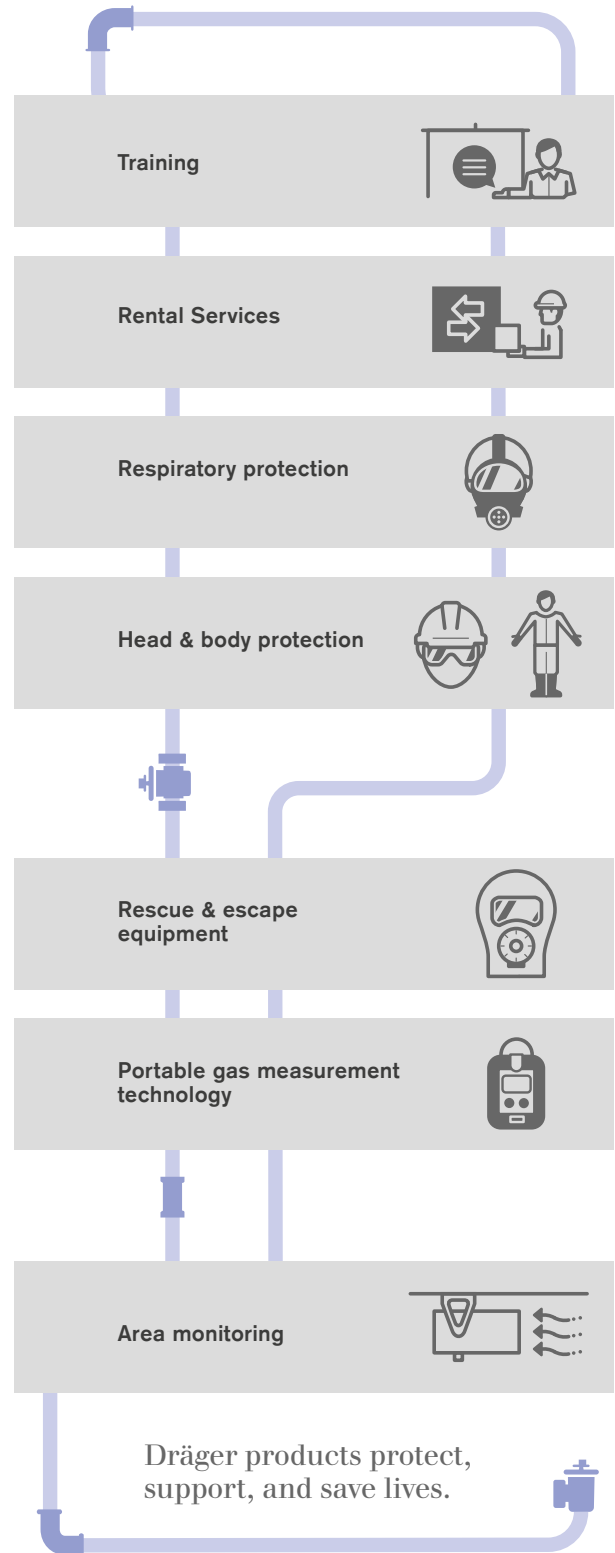 Training
Rental Services
Respiratory protection
Head & body protection
Rescue & escape
equipment
Portable gas measurement
technology
Area monitoring
Dräger products protect,
support, and save lives.